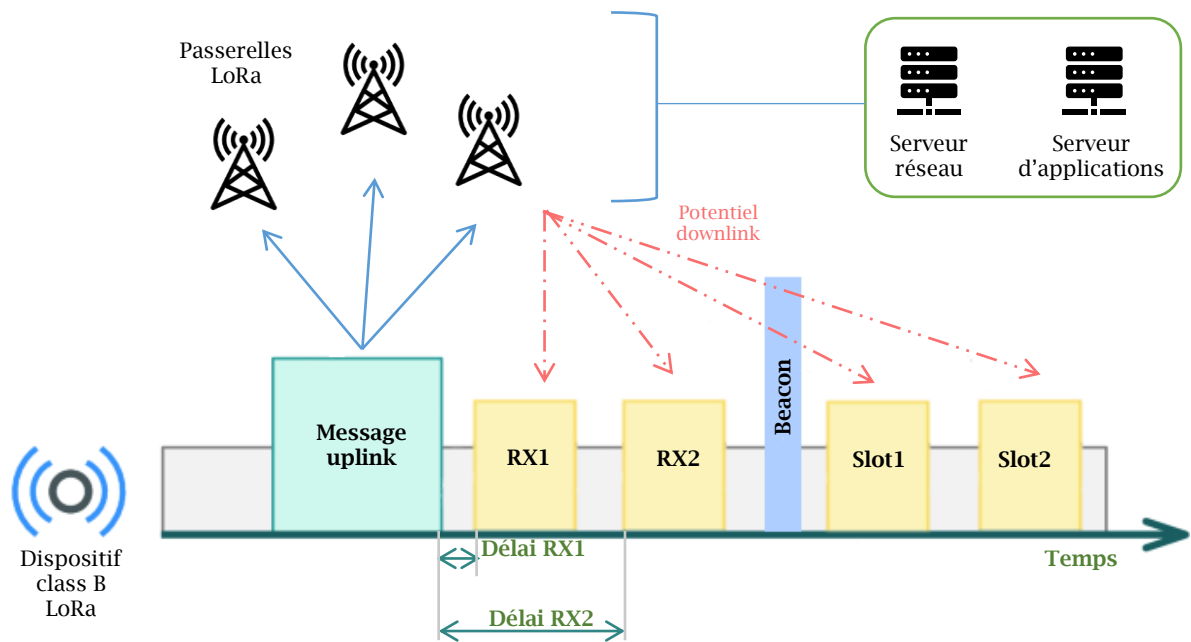 Passerelles
LoRa
Serveur
réseau
Serveur
d'applications
Potentiel
downlink
Message
uplink
RX1
RX2
Beacon
Slot1
Slot2
Dispositif
class B
LoRa
Délai RX1
Temps
Délai RX2